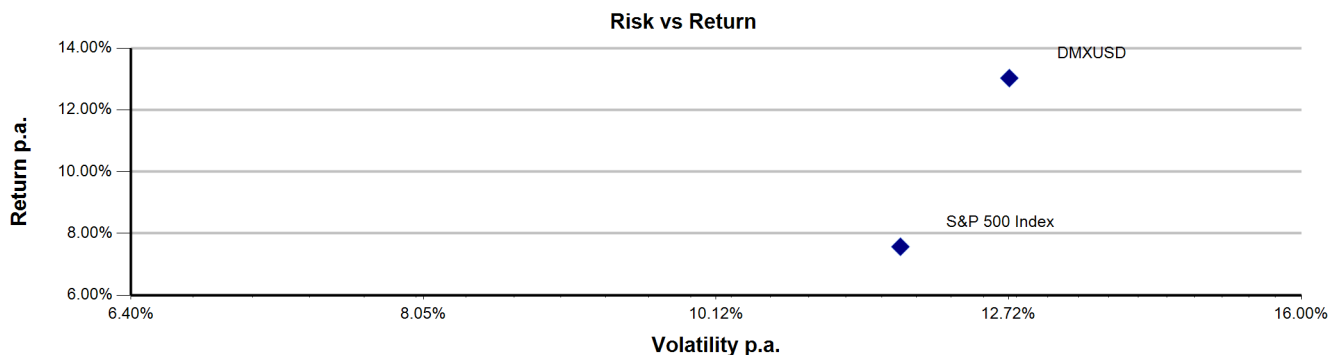 Risk vs Return
14.00%
DMXUSD
12.00%
10.00%
Return p.a.
8.00%
S&P 500 Index
6.00%
6.40%
8.05%
10.12%
12.72%
16.00%
Volatility p.a.